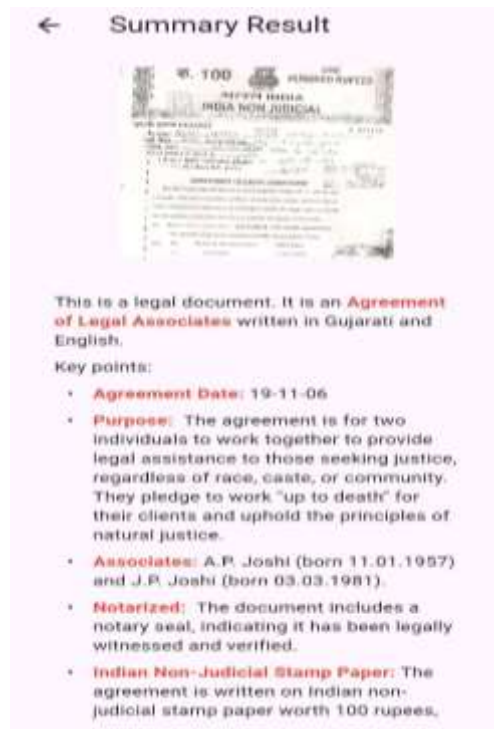 Summary Result
रु. 100
HUNDRED RUPEES
INDIA NON JUDICIAL
This is a legal document. It is an Agreement
of Legal Associates written in Gujarati and
English.
Key points:
• Agreement Date: 19-11-06
• Purpose: The agreement is for two
individuals to work together to provide
legal assistance to those seeking justice,
regardless of race, caste, or community.
They pledge to work "up to death" for
their clients and uphold the principles of
natural justice.
• Associates: A.P. Joshi (born 11.01.1957)
and J.P. Joshi (born 03.03.1981).
• Notarized: The document includes a
notary seal, indicating it has been legally
witnessed and verified.
• Indian Non-Judicial Stamp Paper: The
agreement is written on Indian non-
judicial stamp paper worth 100 rupees,